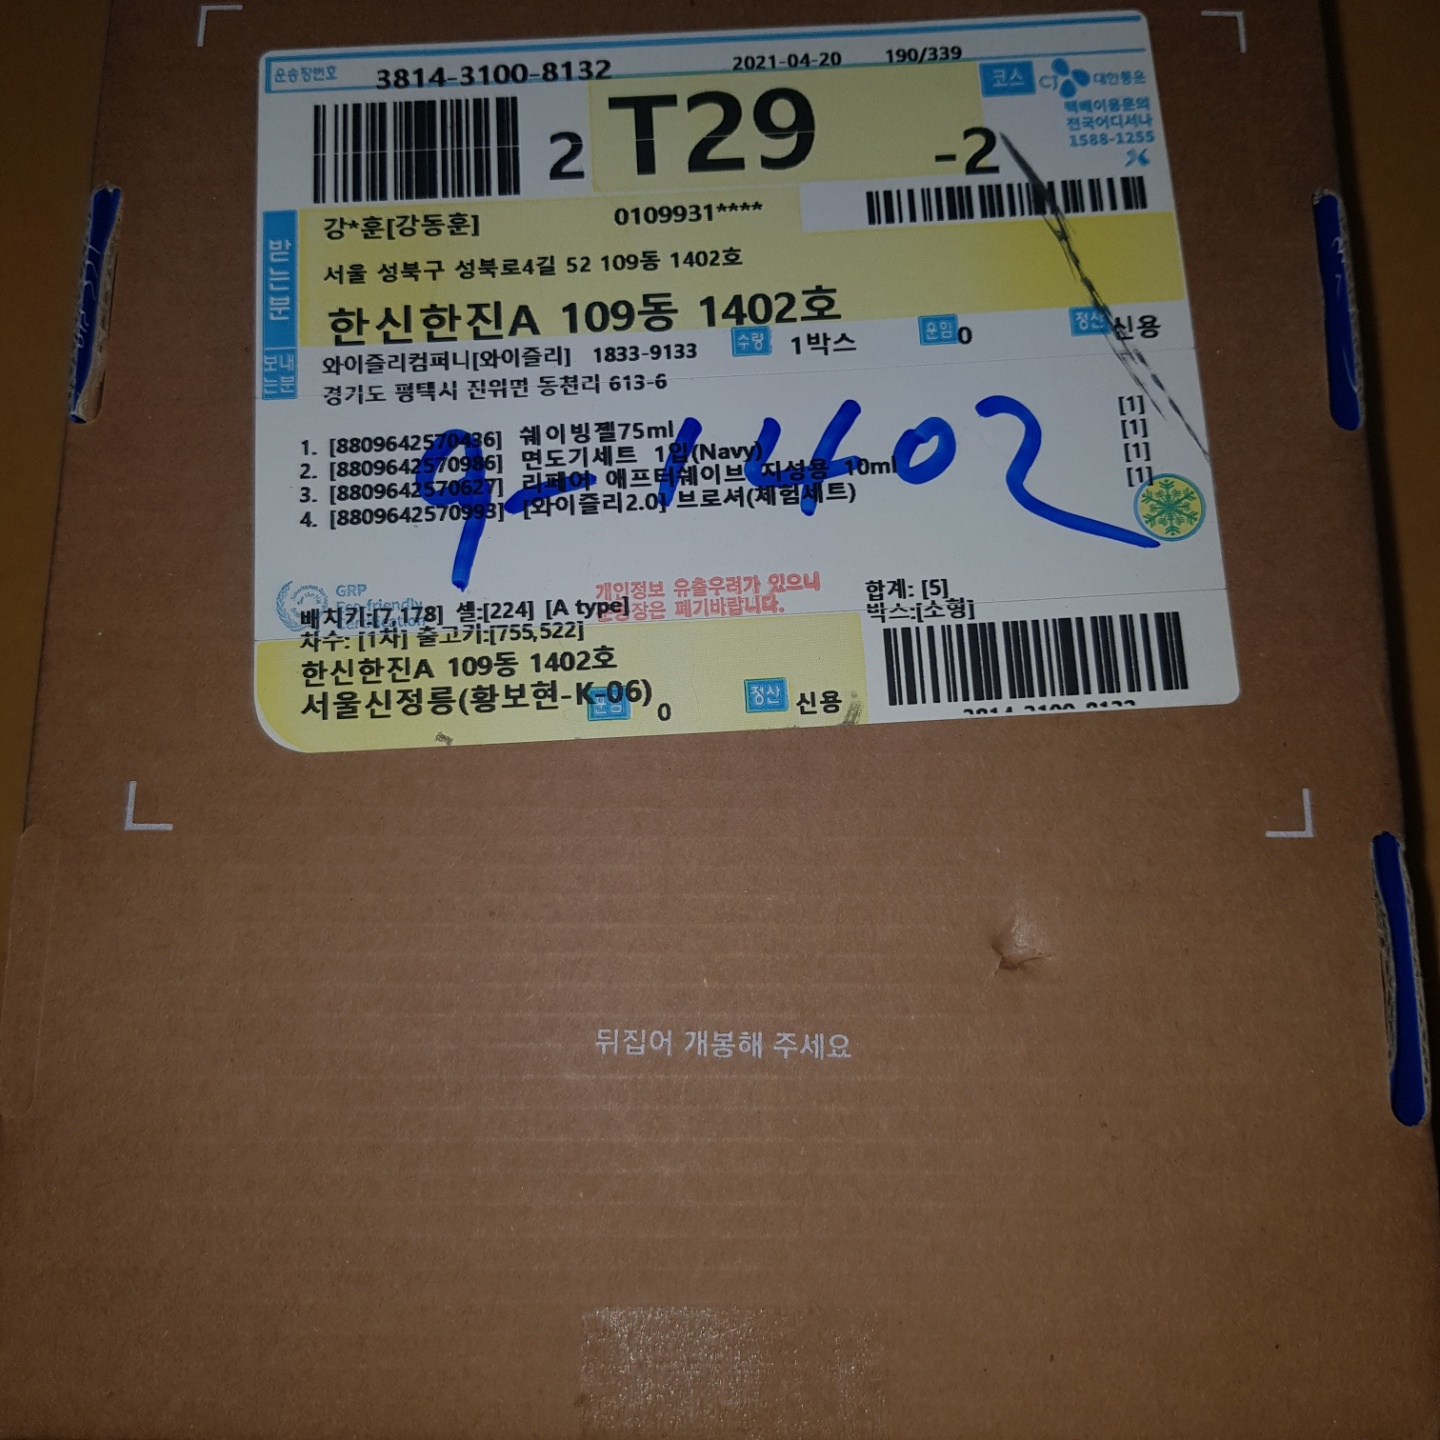 운송장번호 3814-3100-8132 2021-04-20 190/339 코스 CJ 대한통운
택배이용문의
전국어디서나
1588-1255
2 T29 -2
받는분
강*훈[강동훈] 0109931****
서울 성북구 성북로4길 52 109동 1402호
한신한진A 109동 1402호
보내는분
와이즐리컴퍼니[와이즐리] 1833-9133 수량 1박스 운임 0 정산 신용
경기도 평택시 진위면 동천리 613-6
1. [8809642570436] 쉐이빙젤75ml [1]
2. [8809642570986] 면도기세트 1입(Navy) [1]
3. [8809642570627] 리페어 애프터쉐이브 지성용 10ml [1]
4. [8809642570993] [와이즐리2.0] 브로셔(체험세트) [1]
9-1402
GRP
Eco-friendly
개인정보 유출우려가 있으니
운송장은 폐기바랍니다.
합계: [5]
배차기:[7,178] 셀:[224] [A type] 박스:[소형]
차수: [1차] 출고기:[755,522]
한신한진A 109동 1402호
서울신정릉(황보현-K-06) 운임 0 정산 신용
3814-3100-8132
뒤집어 개봉해 주세요